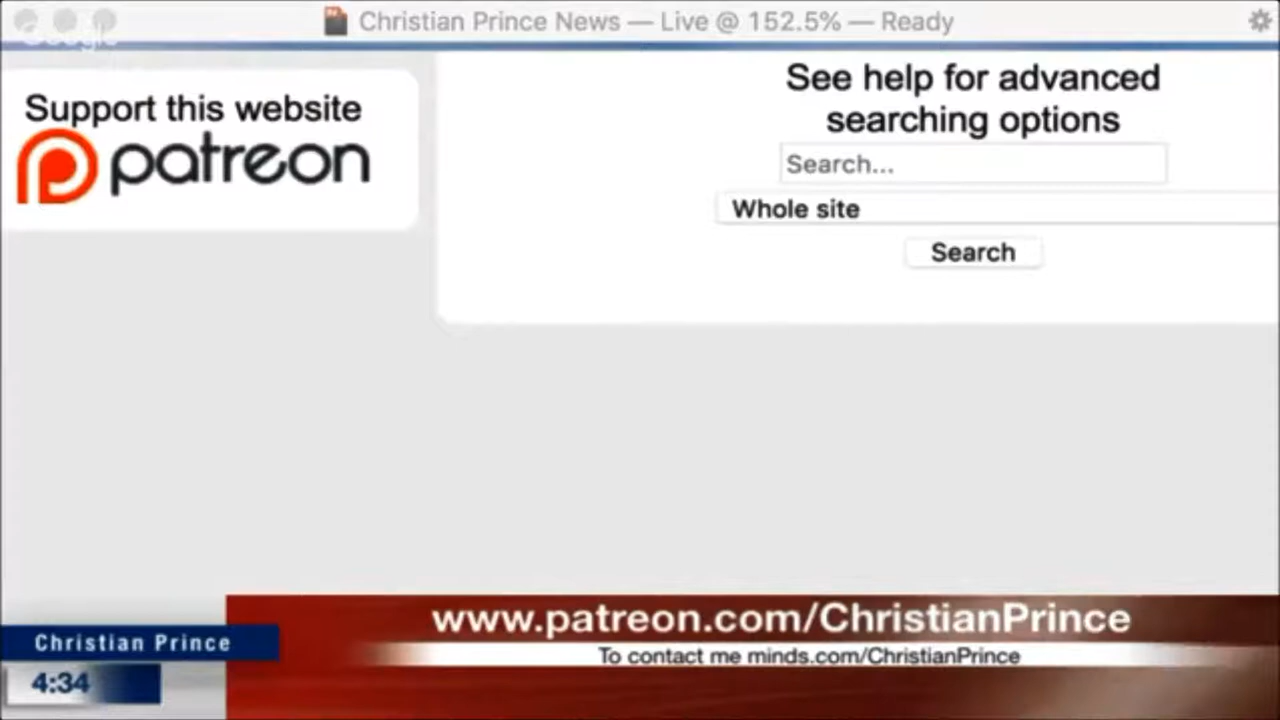 Christian Prince News — Live @ 152.5% — Ready
Google
Support this website
patreon
See help for advanced
searching options
Search...
Whole site
Search
www.patreon.com/ChristianPrince
To contact me minds.com/ChristianPrince
Christian Prince
4:34